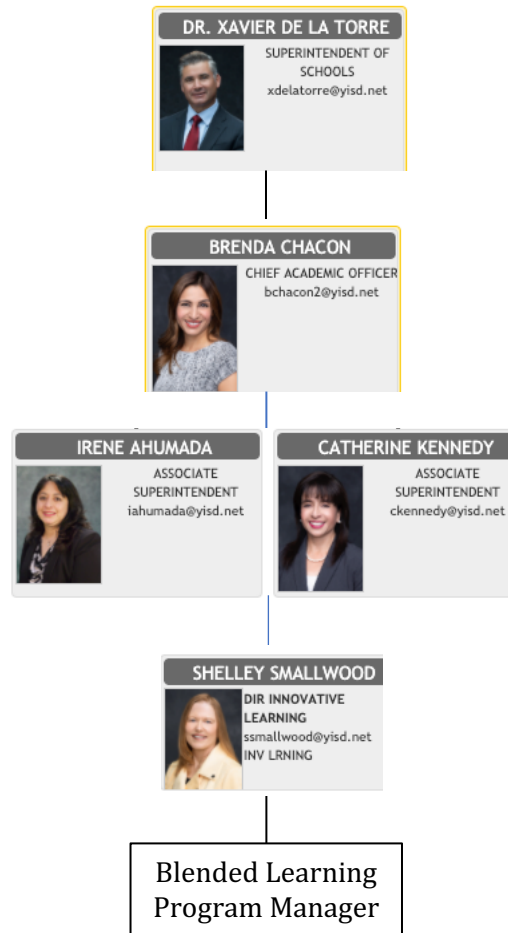 DR. XAVIER DE LA TORRE
SUPERINTENDENT OF
SCHOOLS
xdelatorre@yisd.net
BRENDA CHACON
CHIEF ACADEMIC OFFICER
bchacon2@yisd.net
IRENE AHUMADA
ASSOCIATE
SUPERINTENDENT
iahumada@yisd.net
CATHERINE KENNEDY
ASSOCIATE
SUPERINTENDENT
ckennedy@yisd.net
SHELLEY SMALLWOOD
DIR INNOVATIVE
LEARNING
ssmallwood@yisd.net
INV LRNING
Blended Learning
Program Manager